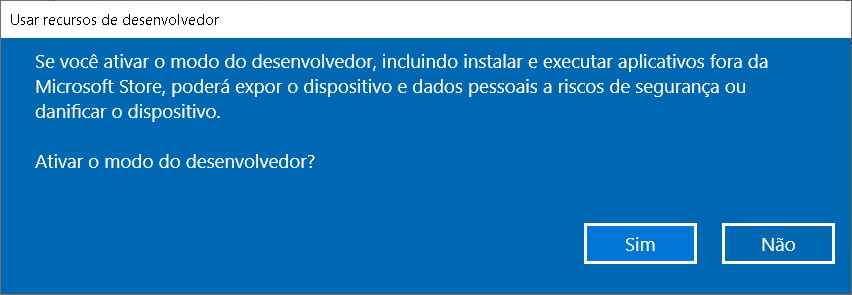 Usar recursos de desenvolvedor
Se você ativar o modo do desenvolvedor, incluindo instalar e executar aplicativos fora da
Microsoft Store, poderá expor o dispositivo e dados pessoais a riscos de segurança ou
danificar o dispositivo.
Ativar o modo do desenvolvedor?
Sim
Não